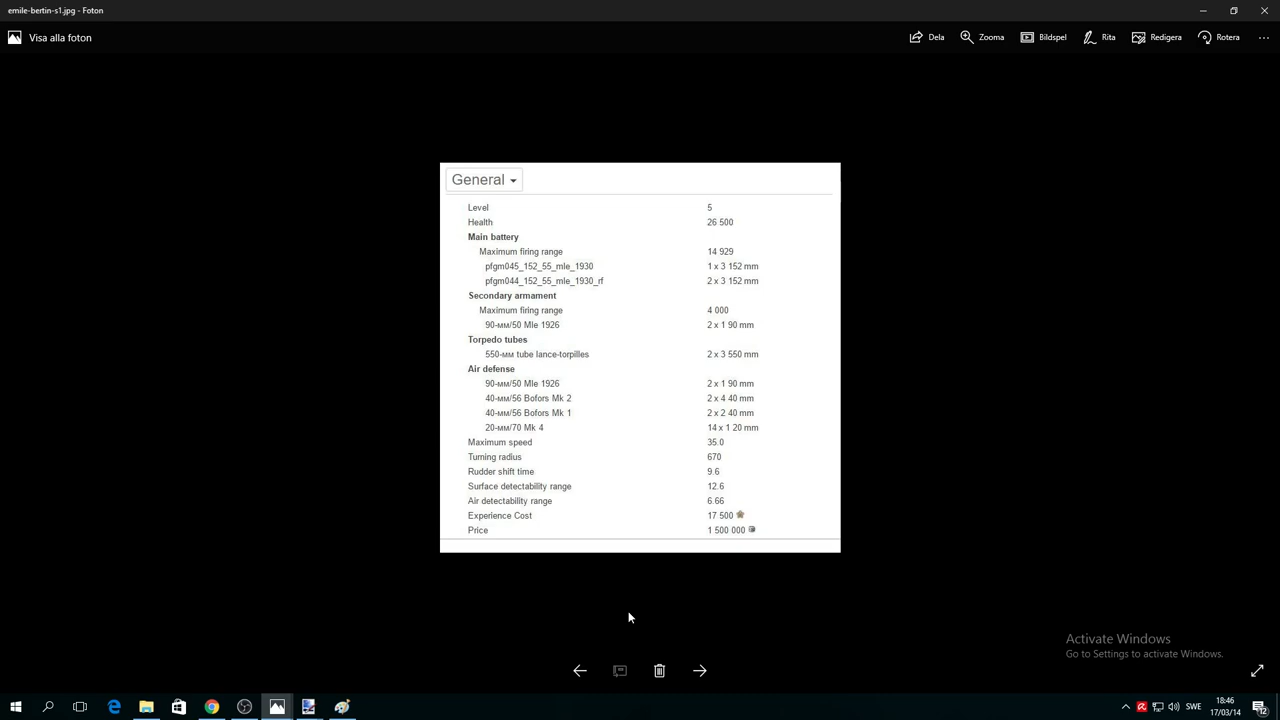 emile-bertin-s1.jpg - Foton
Visa alla foton
Dela
Zooma
Bildspel
Rita
Redigera
Rotera
General
Level 5
Health 26 500
Main battery
Maximum firing range 14 929
pfgm045_152_55_mle_1930 1 x 3 152 mm
pfgm044_152_55_mle_1930_rf 2 x 3 152 mm
Secondary armament
Maximum firing range 4 000
90-мм/50 Mle 1926 2 x 1 90 mm
Torpedo tubes
550-мм tube lance-torpilles 2 x 3 550 mm
Air defense
90-мм/50 Mle 1926 2 x 1 90 mm
40-мм/56 Bofors Mk 2 2 x 4 40 mm
40-мм/56 Bofors Mk 1 2 x 2 40 mm
20-мм/70 Mk 4 14 x 1 20 mm
Maximum speed 35.0
Turning radius 670
Rudder shift time 9.6
Surface detectability range 12.6
Air detectability range 6.66
Experience Cost 17 500
Price 1 500 000
Activate Windows
Go to Settings to activate Windows.
SWE
18:46
17/03/14
12